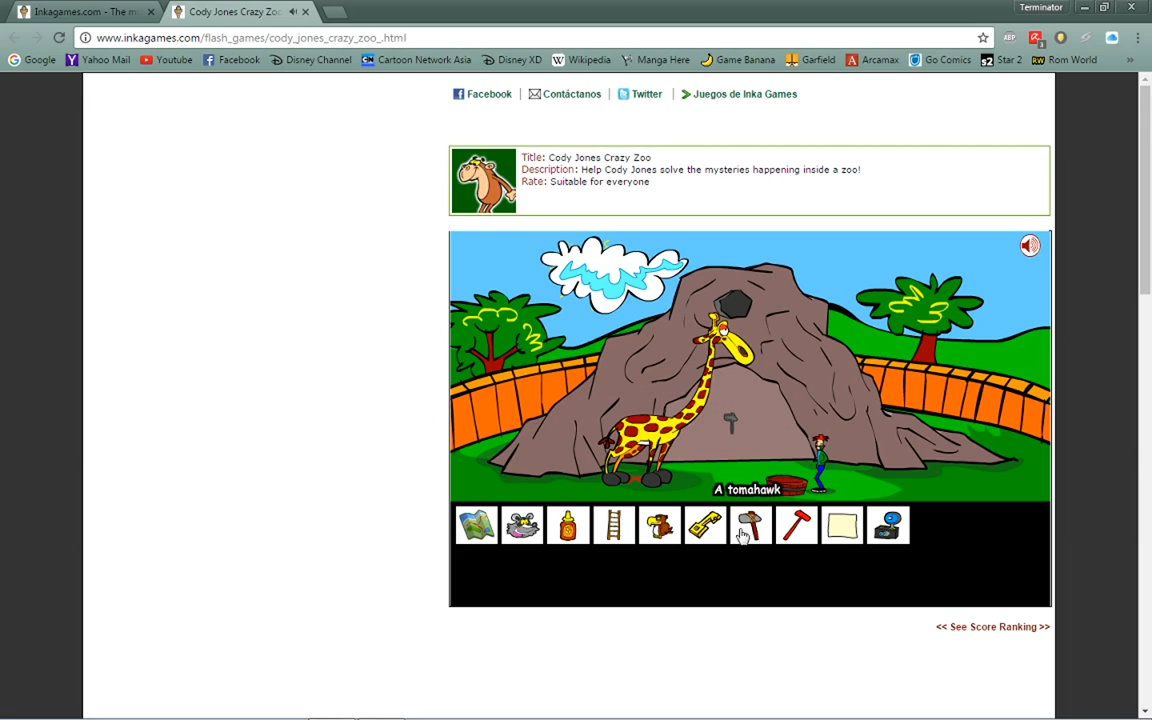 Inkagames.com - The m
Cody Jones Crazy Zoo
Terminator
www.inkagames.com/flash_games/cody_jones_crazy_zoo_.html
ABP
Google
Yahoo Mail
Youtube
Facebook
Disney Channel
Cartoon Network Asia
Disney XD
Wikipedia
Manga Here
Game Banana
Garfield
Arcamax
Go Comics
Star 2
Rom World
Facebook | Contáctanos | Twitter | Juegos de Inka Games
Title: Cody Jones Crazy Zoo
Description: Help Cody Jones solve the mysteries happening inside a zoo!
Rate: Suitable for everyone
A tomahawk
<< See Score Ranking >>